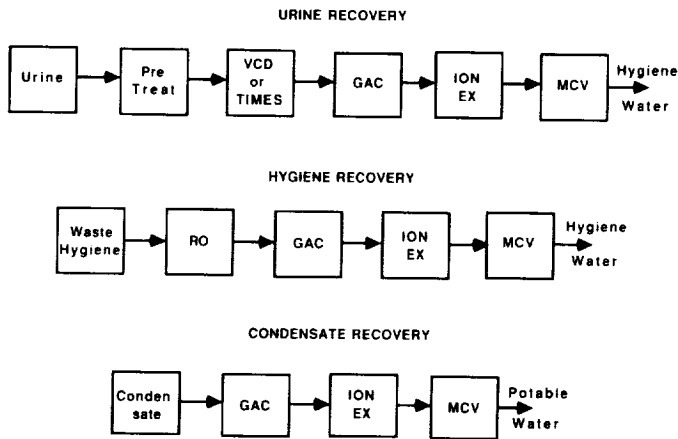 URINE RECOVERY
Urine
Pre
Treat
VCD
or
TIMES
GAC
ION
EX
MCV
Hygiene
Water
HYGIENE RECOVERY
Waste
Hygiene
RO
GAC
ION
EX
MCV
Hygiene
Water
CONDENSATE RECOVERY
Conden
sate
GAC
ION
EX
MCV
Potable
Water